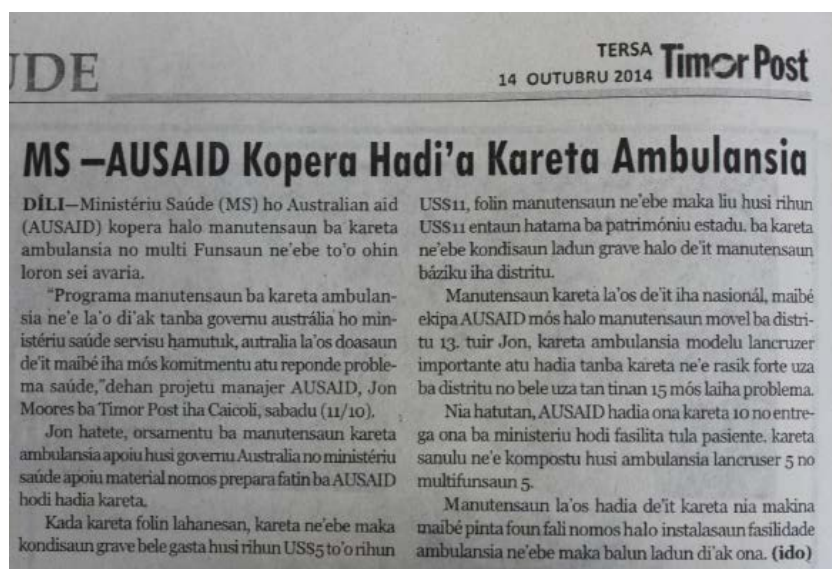 UDE
TERSA
14 OUTUBRU 2014
Timor Post
MS –AUSAID Kopera Hadi'a Kareta Ambulansia
DÍLI—Ministériu Saúde (MS) ho Australian aid
(AUSAID) kopera halo manutensaun ba kareta
ambulansia no multi Funsaun ne'ebe to'o ohin
loron sei avaria.
"Programa manutensaun ba kareta ambulan-
sia ne'e la'o di'ak tanba governu austrália ho min-
istériu saúde servisu hamutuk, autralia la'os doasaun
de'it maibé iha mós komitmentu atu reponde proble-
ma saúde,"dehan projetu manajer AUSAID, Jon
Moores ba Timor Post iha Caicoli, sabadu (11/10).
Jon hatete, orsamentu ba manutensaun kareta
ambulansia apoiu husi governu Australia no ministériu
saúde apoiu material nomos prepara fatin ba AUSAID
hodi hadia kareta.
Kada kareta folin lahanesan, kareta ne'ebe maka
kondisaun grave bele gasta husi rihun US$5 to'o rihun
US$11, folin manutensaun ne'ebe maka liu husi rihun
US$11 entaun hatama ba patrimóniu estadu. ba kareta
ne'ebe kondisaun ladun grave halo de'it manutensaun
báziku iha distritu.
Manutensaun kareta la'os de'it iha nasionál, maibé
ekipa AUSAID mós halo manutensaun movel ba distri-
tu 13. tuir Jon, kareta ambulansia modelu lancruzer
importante atu hadia tanba kareta ne'e rasik forte uza
ba distritu no bele uza tan tinan 15 mós laiha problema.
Nia hatutan, AUSAID hadia ona kareta 10 no entre-
ga ona ba ministeriu hodi fasilita tula pasiente. kareta
sanulu ne'e kompostu husi ambulansia lancruser 5 no
multifunsaun 5.
Manutensaun la'os hadia de'it kareta nia makina
maibé pinta foun fali nomos halo instalasaun fasilidade
ambulansia ne'ebe maka balun ladun di'ak ona. (ido)